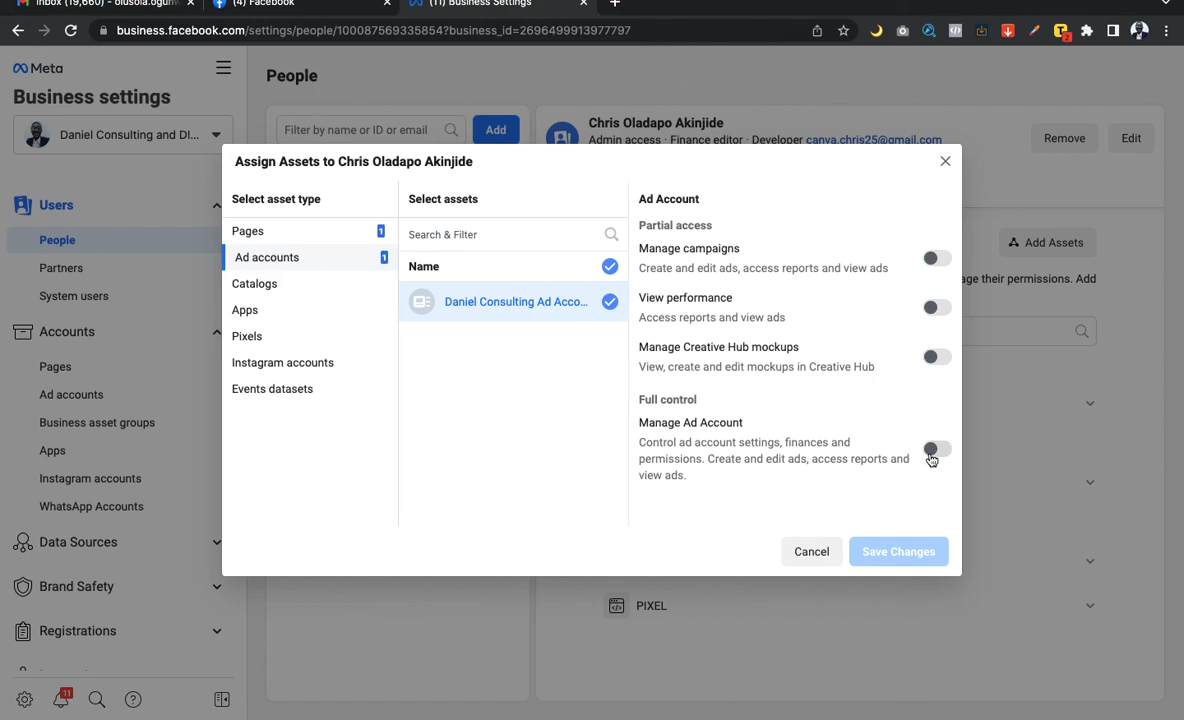 Inbox (19,660) - olusola.ogun
(4) Facebook
(11) Business Settings
business.facebook.com/settings/people/100087569335854?business_id=2696499913977797
2
Meta
Business settings
Daniel Consulting and DI...
Users
People
Partners
System users
Accounts
Pages
Ad accounts
Business asset groups
Apps
Instagram accounts
WhatsApp Accounts
Data Sources
Brand Safety
Registrations
11
People
Filter by name or ID or email
Add
Chris Oladapo Akinjide
Admin access · Finance editor · Developer canva.chris25@gmail.com
Remove
Edit
Add Assets
age their permissions. Add
PIXEL
Assign Assets to Chris Oladapo Akinjide
Select asset type
Pages 1
Ad accounts 1
Catalogs
Apps
Pixels
Instagram accounts
Events datasets
Select assets
Search & Filter
Name
Daniel Consulting Ad Acco...
Ad Account
Partial access
Manage campaigns
Create and edit ads, access reports and view ads
View performance
Access reports and view ads
Manage Creative Hub mockups
View, create and edit mockups in Creative Hub
Full control
Manage Ad Account
Control ad account settings, finances and
permissions. Create and edit ads, access reports and
view ads.
Cancel
Save Changes